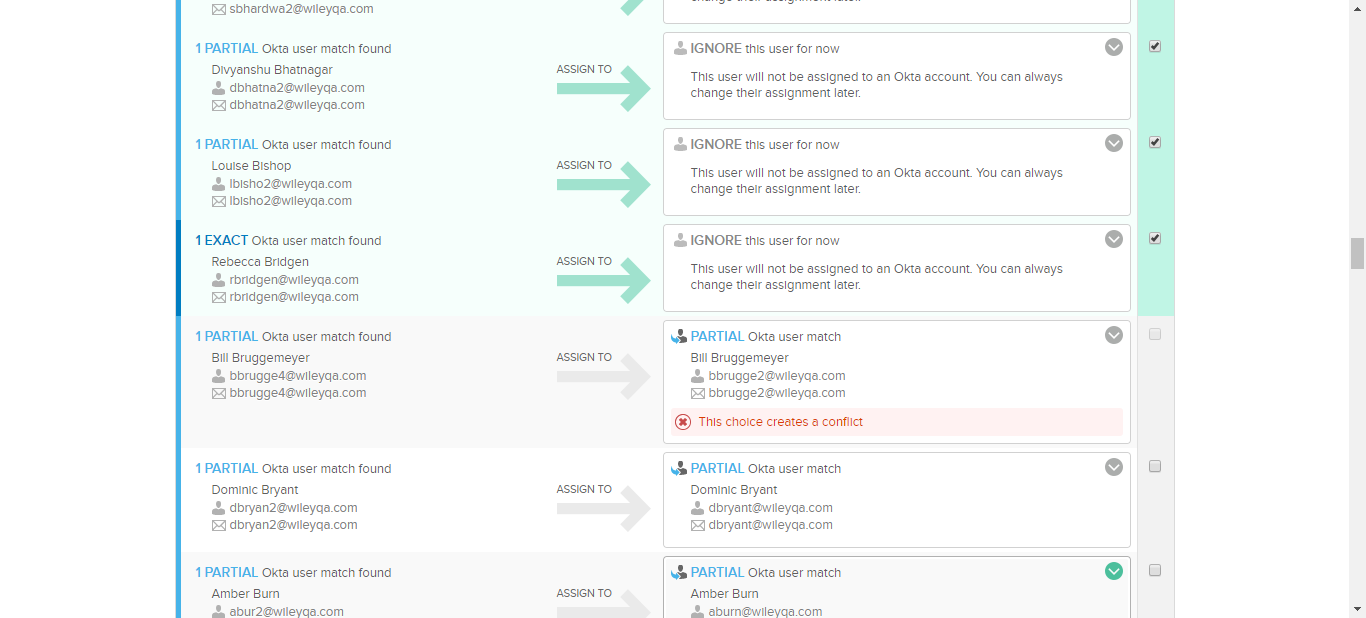 sbhardwa2@wileyqa.com
1 PARTIAL Okta user match found
Divyanshu Bhatnagar
dbhatna2@wileyqa.com
dbhatna2@wileyqa.com
ASSIGN TO
IGNORE this user for now
This user will not be assigned to an Okta account. You can always
change their assignment later.
1 PARTIAL Okta user match found
Louise Bishop
lbisho2@wileyqa.com
lbisho2@wileyqa.com
ASSIGN TO
IGNORE this user for now
This user will not be assigned to an Okta account. You can always
change their assignment later.
1 EXACT Okta user match found
Rebecca Bridgen
rbridgen@wileyqa.com
rbridgen@wileyqa.com
ASSIGN TO
IGNORE this user for now
This user will not be assigned to an Okta account. You can always
change their assignment later.
1 PARTIAL Okta user match found
Bill Bruggemeyer
bbrugge4@wileyqa.com
bbrugge4@wileyqa.com
ASSIGN TO
PARTIAL Okta user match
Bill Bruggemeyer
bbrugge2@wileyqa.com
bbrugge2@wileyqa.com
This choice creates a conflict
1 PARTIAL Okta user match found
Dominic Bryant
dbryan2@wileyqa.com
dbryan2@wileyqa.com
ASSIGN TO
PARTIAL Okta user match
Dominic Bryant
dbryant@wileyqa.com
dbryant@wileyqa.com
1 PARTIAL Okta user match found
Amber Burn
abur2@wileyqa.com
ASSIGN TO
PARTIAL Okta user match
Amber Burn
aburn@wileyqa.com